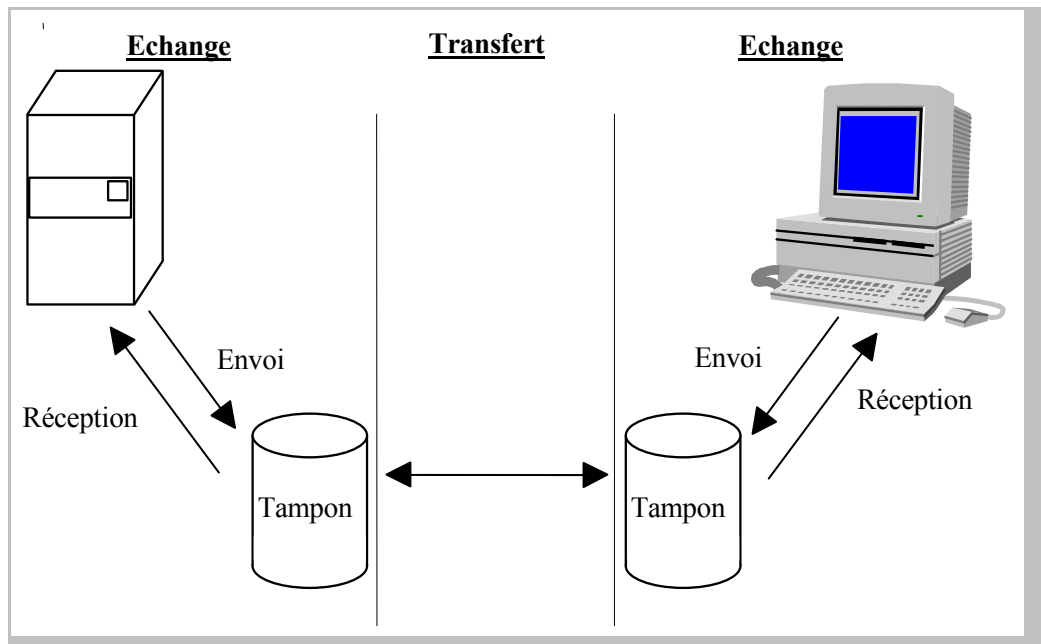 Echange
Transfert
Echange
Envoi
Réception
Tampon
Envoi
Réception
Tampon